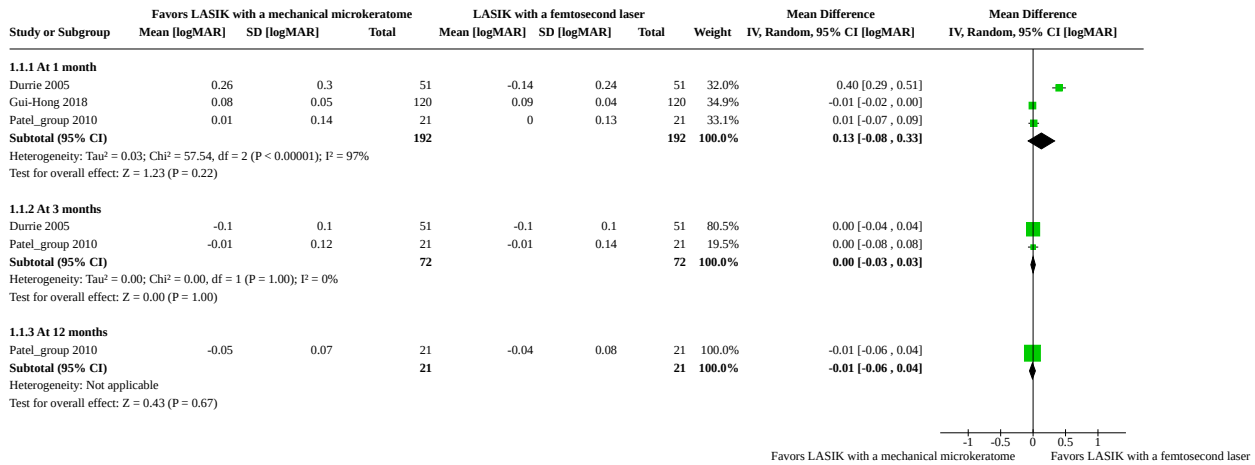 Favors LASIK with a mechanical microkeratome LASIK with a femtosecond laser Mean Difference Mean Difference
Study or Subgroup Mean [logMAR] SD [logMAR] Total Mean [logMAR] SD [logMAR] Total Weight IV, Random, 95% CI [logMAR] IV, Random, 95% CI [logMAR]
1.1.1 At 1 month
Durrie 2005 0.26 0.3 51 -0.14 0.24 51 32.0% 0.40 [0.29 , 0.51]
Gui-Hong 2018 0.08 0.05 120 0.09 0.04 120 34.9% -0.01 [-0.02 , 0.00]
Patel_group 2010 0.01 0.14 21 0 0.13 21 33.1% 0.01 [-0.07 , 0.09]
Subtotal (95% CI) 192 192 100.0% 0.13 [-0.08 , 0.33]
Heterogeneity: Tau² = 0.03; Chi² = 57.54, df = 2 (P < 0.00001); I² = 97%
Test for overall effect: Z = 1.23 (P = 0.22)
1.1.2 At 3 months
Durrie 2005 -0.1 0.1 51 -0.1 0.1 51 80.5% 0.00 [-0.04 , 0.04]
Patel_group 2010 -0.01 0.12 21 -0.01 0.14 21 19.5% 0.00 [-0.08 , 0.08]
Subtotal (95% CI) 72 72 100.0% 0.00 [-0.03 , 0.03]
Heterogeneity: Tau² = 0.00; Chi² = 0.00, df = 1 (P = 1.00); I² = 0%
Test for overall effect: Z = 0.00 (P = 1.00)
1.1.3 At 12 months
Patel_group 2010 -0.05 0.07 21 -0.04 0.08 21 100.0% -0.01 [-0.06 , 0.04]
Subtotal (95% CI) 21 21 100.0% -0.01 [-0.06 , 0.04]
Heterogeneity: Not applicable
Test for overall effect: Z = 0.43 (P = 0.67)
-1 -0.5 0 0.5 1
Favors LASIK with a mechanical microkeratome Favors LASIK with a femtosecond laser